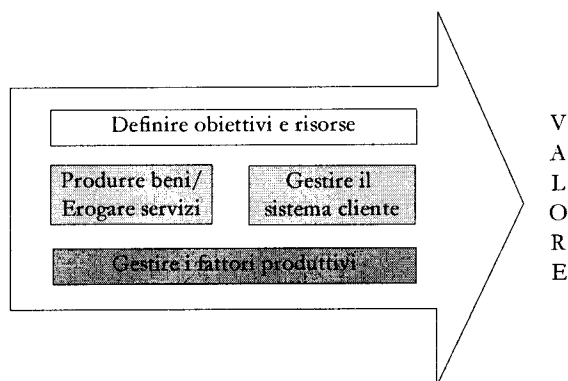 Definire obiettivi e risorse
Produrre beni/
Erogare servizi
Gestire il
sistema cliente
Gestire i fattori produttivi
V
A
L
O
R
E